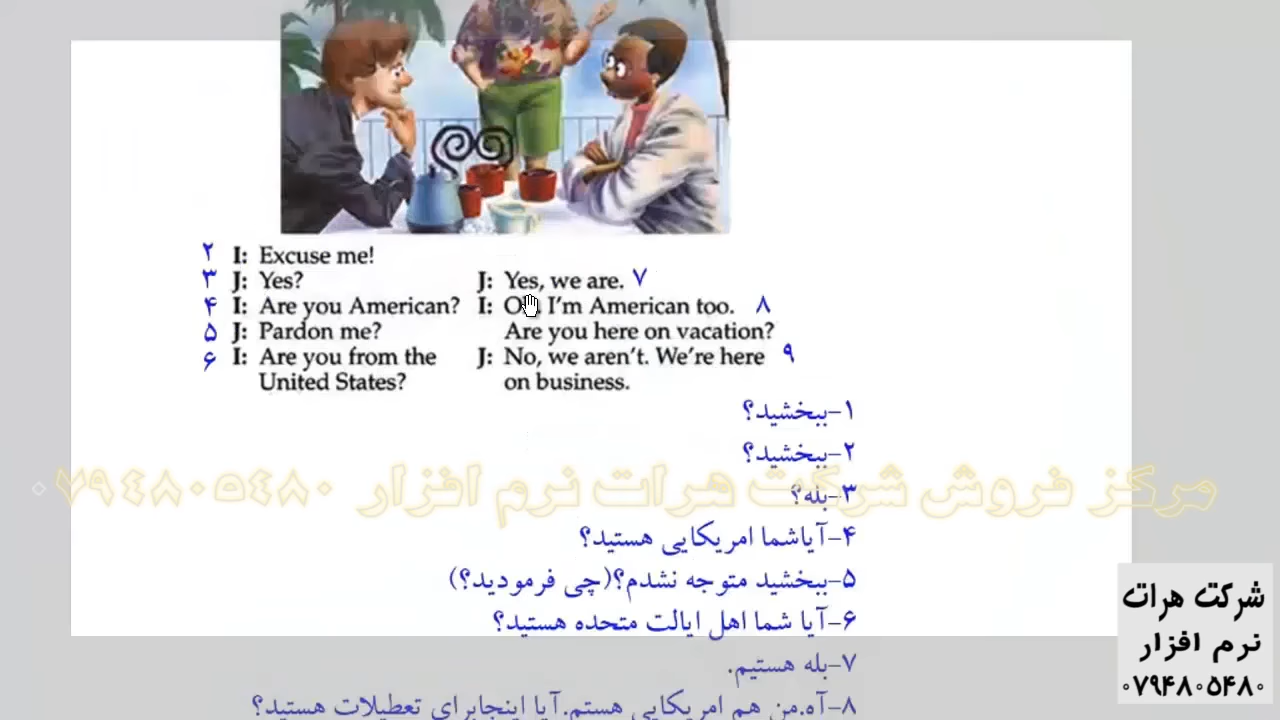 ۲ I: Excuse me!
۳ J: Yes?
۴ I: Are you American?
۵ J: Pardon me?
۶ I: Are you from the
United States?
J: Yes, we are. ۷
I: I'm American too. ۸
Are you here on vacation?
J: No, we aren't. We're here ۹
on business.
۱-ببخشید؟
۲-ببخشید؟
۳-بله؟
مرکز فروش شرکت هرات نرم افزار ۰۷۹۴۸۰۵۴۸۰
۴-آیاشما امریکایی هستید؟
۵-ببخشید متوجه نشدم؟(چی فرمودید؟)
۶-آیا شما اهل ایالت متحده هستید؟
۷-بله هستیم.
۸-آه.من هم امریکایی هستم.آیا اینجابرای تعطیلات هستید؟
شرکت هرات
نرم افزار
۰۷۹۴۸۰۵۴۸۰